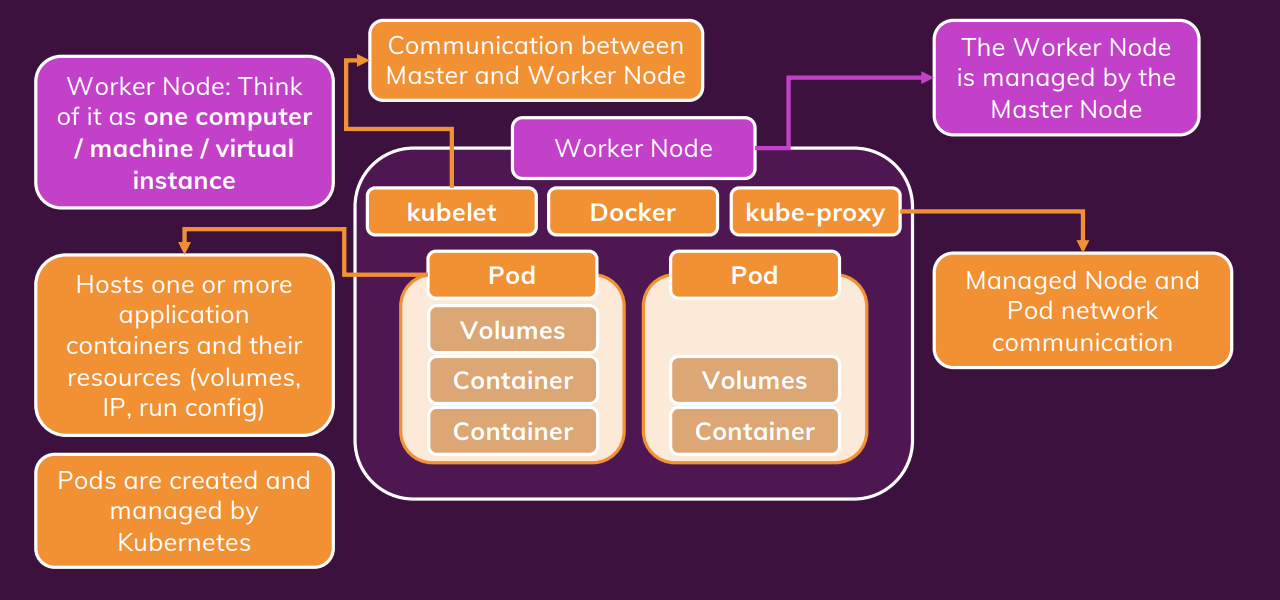 Communication between
Master and Worker Node
The Worker Node
is managed by the
Master Node
Worker Node: Think
of it as one computer
/ machine / virtual
instance
Worker Node
kubelet
Docker
kube-proxy
Hosts one or more
application
containers and their
resources (volumes,
IP, run config)
Pod
Volumes
Container
Container
Pod
Volumes
Container
Managed Node and
Pod network
communication
Pods are created and
managed by
Kubernetes